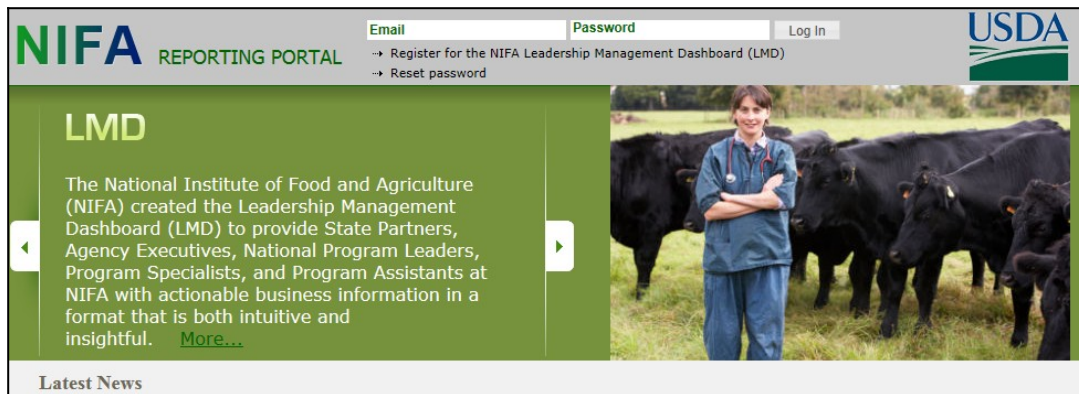 NIFA REPORTING PORTAL
Email Password Log In
⇢ Register for the NIFA Leadership Management Dashboard (LMD)
⇢ Reset password
USDA
LMD
The National Institute of Food and Agriculture
(NIFA) created the Leadership Management
Dashboard (LMD) to provide State Partners,
Agency Executives, National Program Leaders,
Program Specialists, and Program Assistants at
NIFA with actionable business information in a
format that is both intuitive and
insightful. More...
Latest News